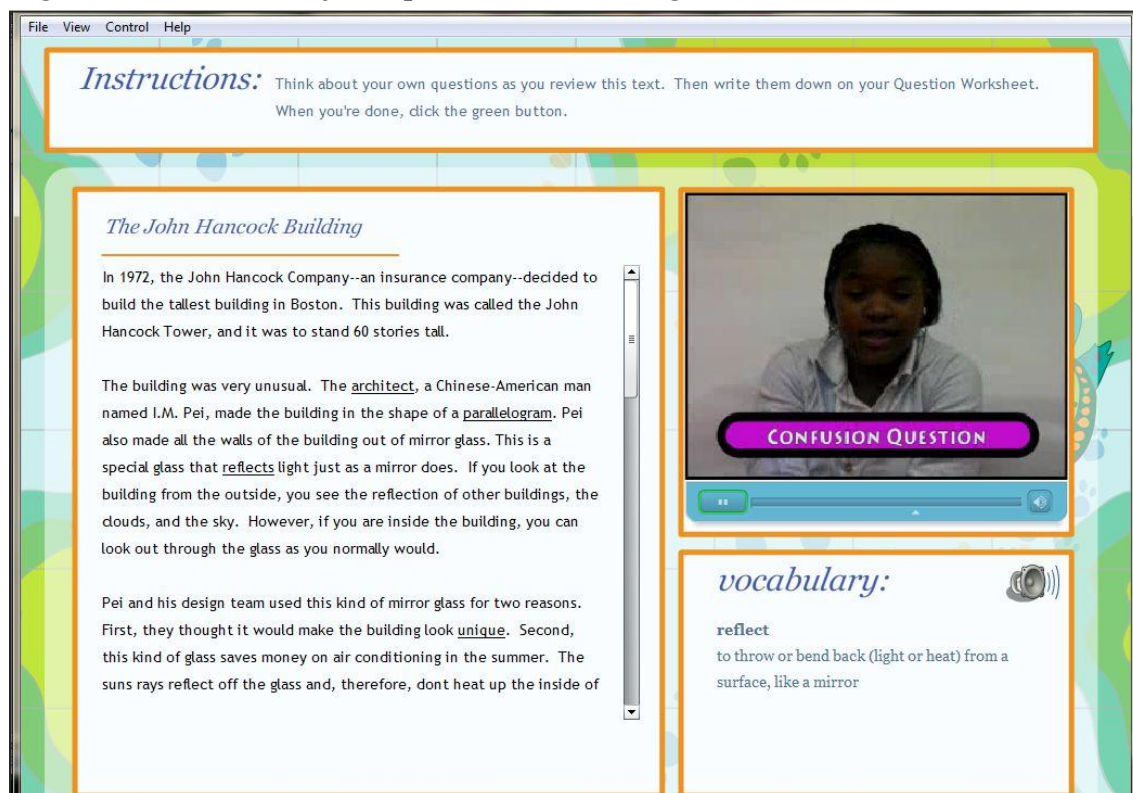 File View Control Help
Instructions: Think about your own questions as you review this text. Then write them down on your Question Worksheet.
When you're done, click the green button.
The John Hancock Building
In 1972, the John Hancock Company--an insurance company--decided to
build the tallest building in Boston. This building was called the John
Hancock Tower, and it was to stand 60 stories tall.
The building was very unusual. The architect, a Chinese-American man
named I.M. Pei, made the building in the shape of a parallelogram. Pei
also made all the walls of the building out of mirror glass. This is a
special glass that reflects light just as a mirror does. If you look at the
building from the outside, you see the reflection of other buildings, the
clouds, and the sky. However, if you are inside the building, you can
look out through the glass as you normally would.
Pei and his design team used this kind of mirror glass for two reasons.
First, they thought it would make the building look unique. Second,
this kind of glass saves money on air conditioning in the summer. The
suns rays reflect off the glass and, therefore, dont heat up the inside of
CONFUSION QUESTION
vocabulary:
reflect
to throw or bend back (light or heat) from a
surface, like a mirror